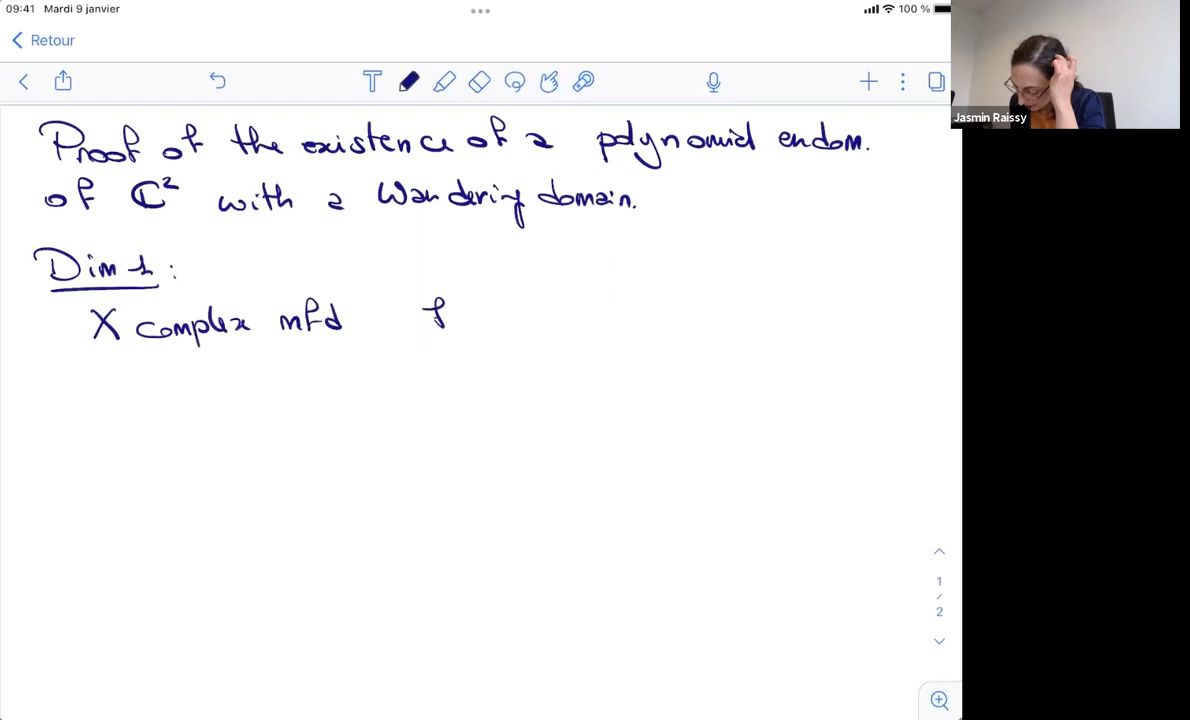 09:41 Mardi 9 janvier
100 %
Retour
Jasmin Raissy
Proof of the existence of a polynomial endom.
of ℂ² with a Wandering domain.
Dim 1:
X complex mfd f
1
/
2